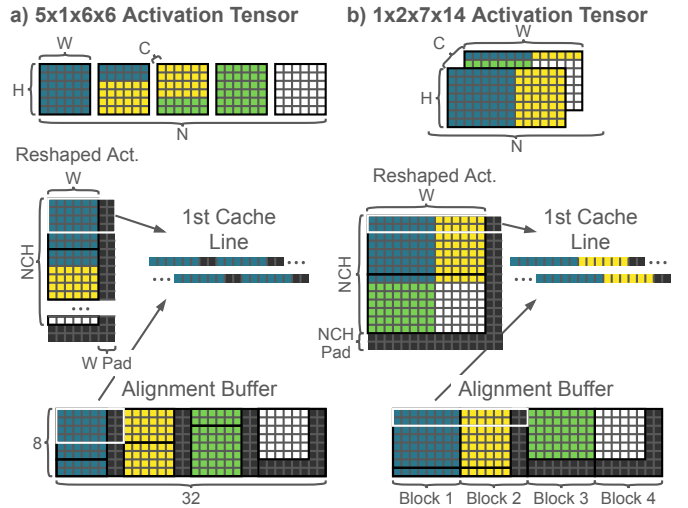 a) 5x1x6x6 Activation Tensor
W
C
H
N
Reshaped Act.
W
NCH
1st Cache
Line
...
...
...
W Pad
Alignment Buffer
8
32
b) 1x2x7x14 Activation Tensor
W
C
H
N
Reshaped Act.
W
NCH
1st Cache
Line
...
...
NCH
Pad
Alignment Buffer
Block 1
Block 2
Block 3
Block 4